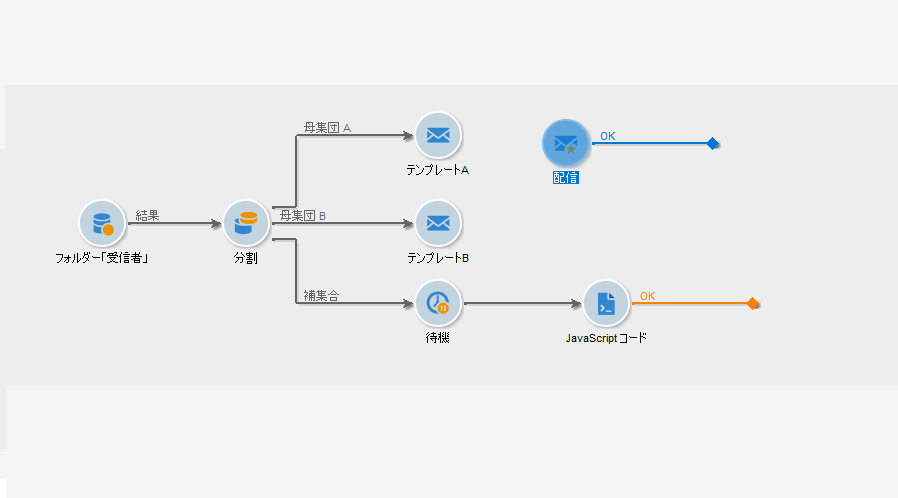 母集団 A
OK
テンプレートA
配信
結果
母集団 B
フォルダー「受信者」
分割
テンプレートB
補集合
OK
待機
JavaScript コード